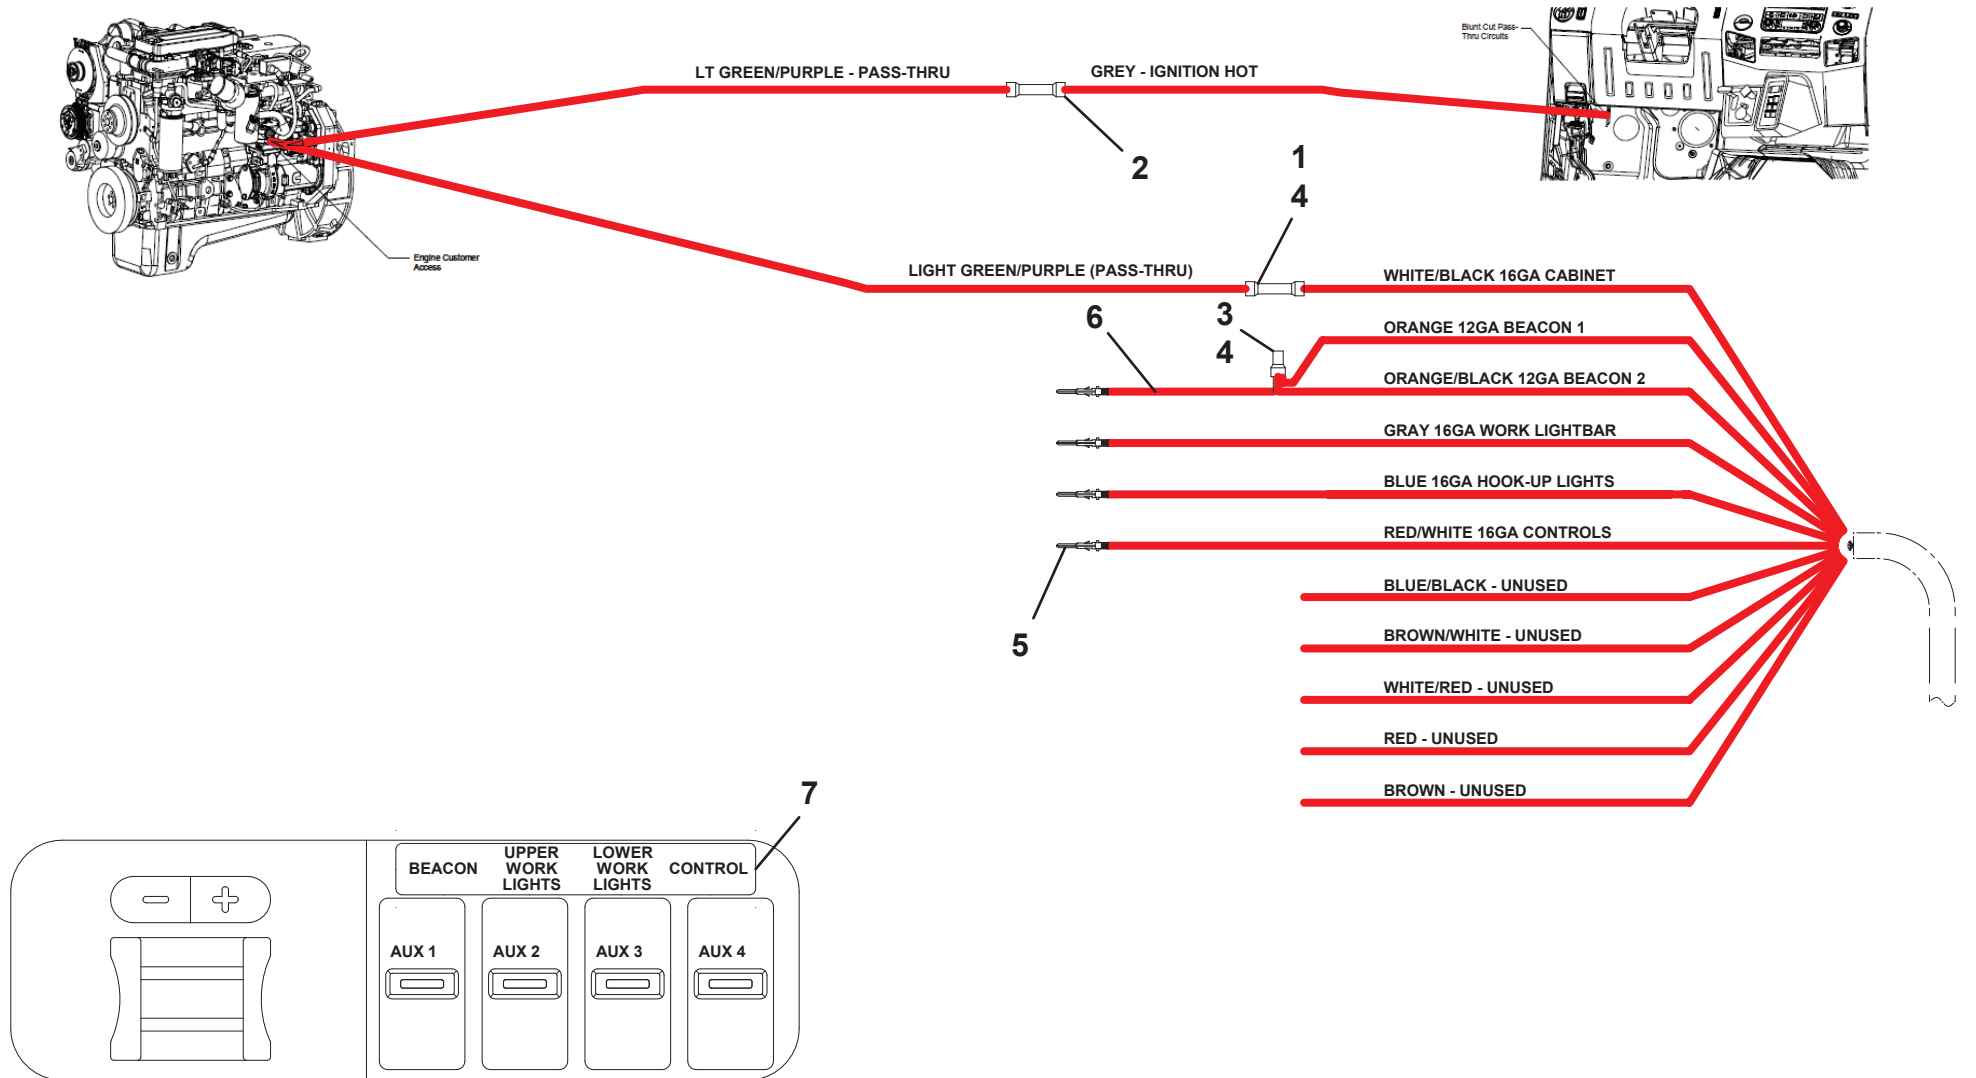 Blunt Cut Pass-
Thru Circuits
LT GREEN/PURPLE - PASS-THRU
GREY - IGNITION HOT
2
1
4
Engine Customer
Access
LIGHT GREEN/PURPLE (PASS-THRU)
WHITE/BLACK 16GA CABINET
6
3
4
ORANGE 12GA BEACON 1
ORANGE/BLACK 12GA BEACON 2
GRAY 16GA WORK LIGHTBAR
BLUE 16GA HOOK-UP LIGHTS
RED/WHITE 16GA CONTROLS
5
BLUE/BLACK - UNUSED
BROWN/WHITE - UNUSED
WHITE/RED - UNUSED
RED - UNUSED
BROWN - UNUSED
7
BEACON
UPPER
WORK
LIGHTS
LOWER
WORK
LIGHTS
CONTROL
AUX 1
AUX 2
AUX 3
AUX 4